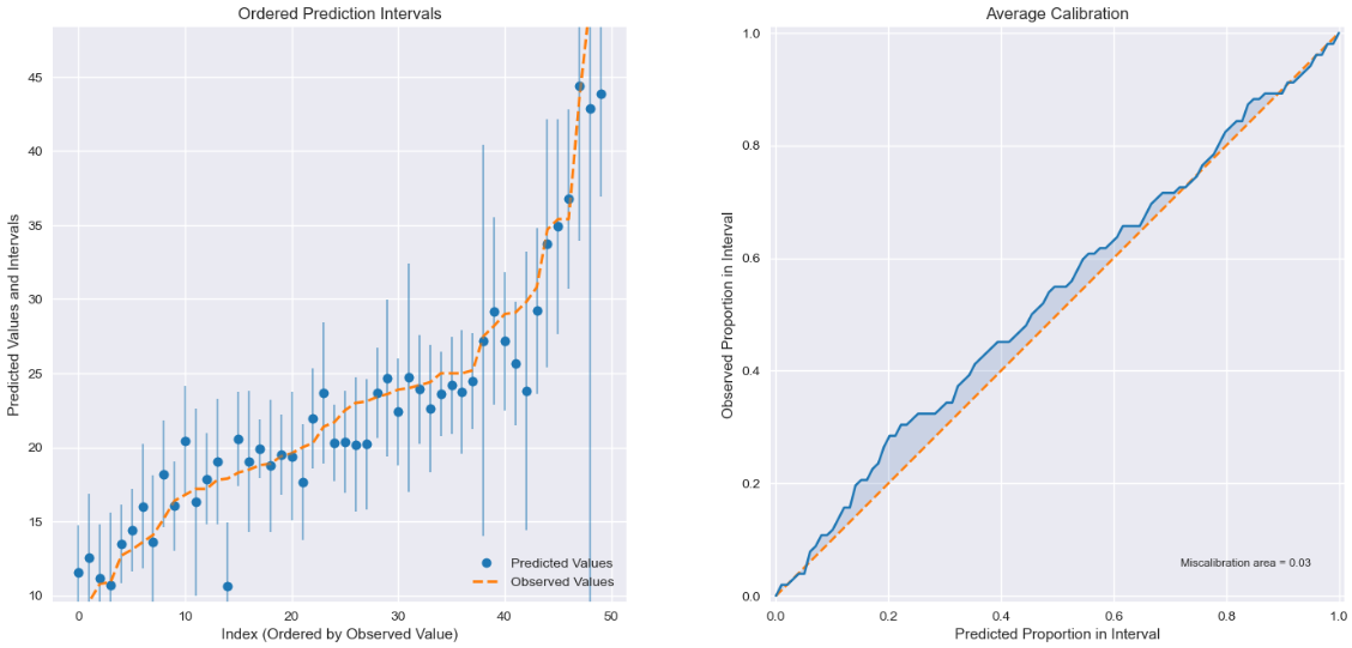 Ordered Prediction Intervals
Predicted Values and Intervals
45
40
35
30
25
20
15
10
0
10
20
30
40
50
Index (Ordered by Observed Value)
Predicted Values
Observed Values
Average Calibration
Observed Proportion in Interval
1.0
0.8
0.6
0.4
0.2
0.0
0.0
0.2
0.4
0.6
0.8
1.0
Predicted Proportion in Interval
Miscalibration area = 0.03